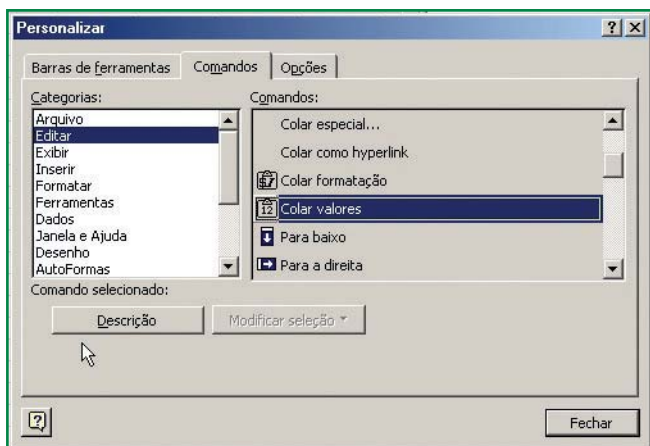 Personalizar
Barras de ferramentas
Comandos
Opções
Categorias:
Arquivo
Editar
Exibir
Inserir
Formatar
Ferramentas
Dados
Janela e Ajuda
Desenho
AutoFormas
Comandos:
Colar especial...
Colar como hyperlink
Colar formatação
12 Colar valores
Para baixo
Para a direita
Comando selecionado:
Descrição
Modificar seleção
Fechar